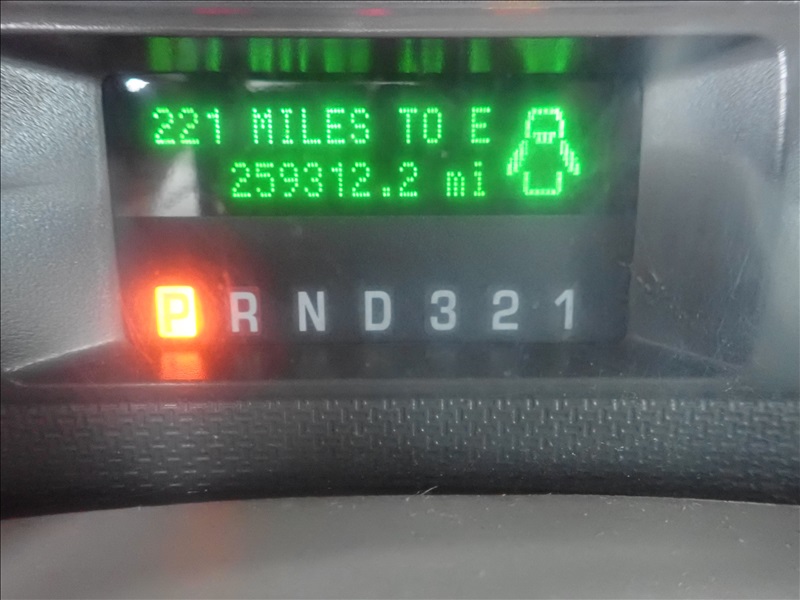 221 MILES TO E
259312.2 mi
P R N D 3 2 1